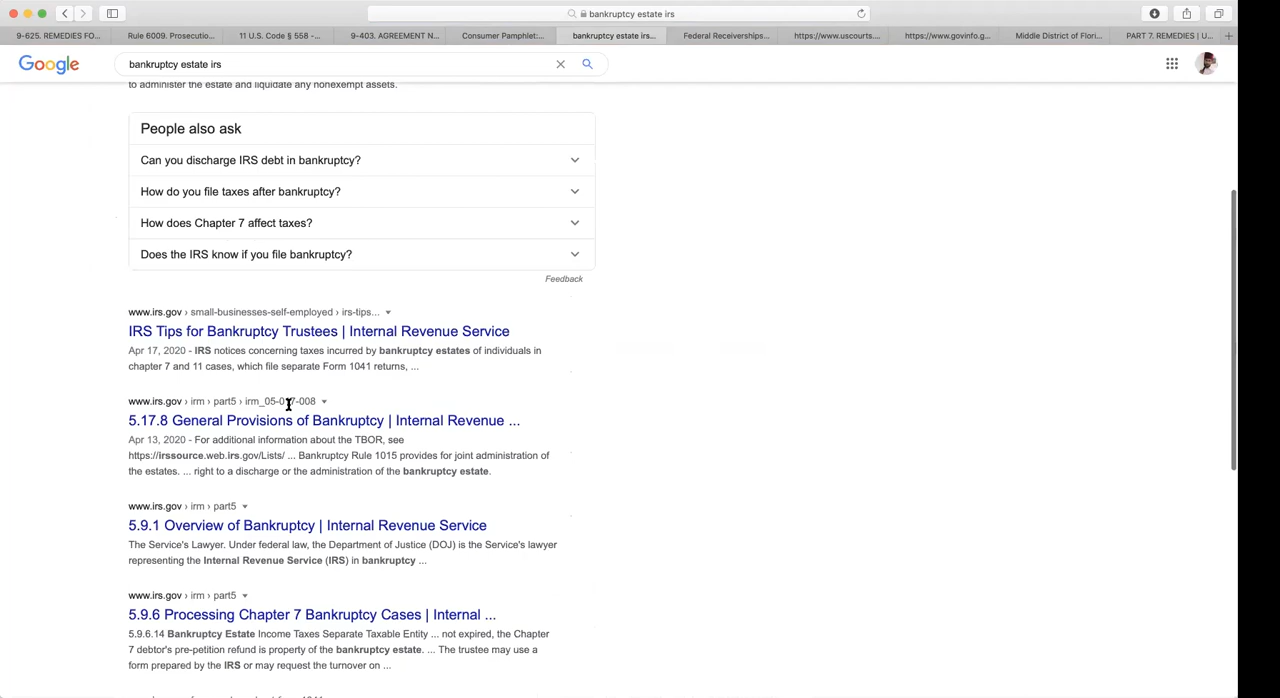 bankruptcy estate irs
9-625. REMEDIES FO...
Rule 6009. Prosecutio...
11 U.S. Code § 558 -...
9-403. AGREEMENT N...
Consumer Pamphlet:...
bankruptcy estate irs...
Federal Receiverships...
https://www.uscourts....
https://www.govinfo.g...
Middle District of Flori...
PART 7. REMEDIES | U...
Google
bankruptcy estate irs
to administer the estate and liquidate any nonexempt assets.
People also ask
Can you discharge IRS debt in bankruptcy?
How do you file taxes after bankruptcy?
How does Chapter 7 affect taxes?
Does the IRS know if you file bankruptcy?
Feedback
www.irs.gov › small-businesses-self-employed › irs-tips...
IRS Tips for Bankruptcy Trustees | Internal Revenue Service
Apr 17, 2020 - IRS notices concerning taxes incurred by bankruptcy estates of individuals in
chapter 7 and 11 cases, which file separate Form 1041 returns, ...
www.irs.gov › irm › part5 › irm_05-017-008
5.17.8 General Provisions of Bankruptcy | Internal Revenue ...
Apr 13, 2020 - For additional information about the TBOR, see
https://irssource.web.irs.gov/Lists/ ... Bankruptcy Rule 1015 provides for joint administration of
the estates. ... right to a discharge or the administration of the bankruptcy estate.
www.irs.gov › irm › part5
5.9.1 Overview of Bankruptcy | Internal Revenue Service
The Service's Lawyer. Under federal law, the Department of Justice (DOJ) is the Service's lawyer
representing the Internal Revenue Service (IRS) in bankruptcy ...
www.irs.gov › irm › part5
5.9.6 Processing Chapter 7 Bankruptcy Cases | Internal ...
5.9.6.14 Bankruptcy Estate Income Taxes Separate Taxable Entity ... not expired, the Chapter
7 debtor's pre-petition refund is property of the bankruptcy estate. ... The trustee may use a
form prepared by the IRS or may request the turnover on ...